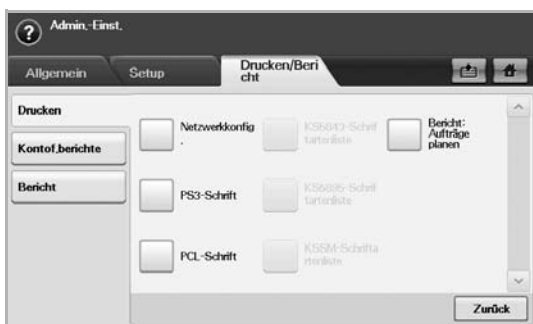 Admin.-Einst.
Allgemein
Setup
Drucken/Beri
cht
Drucken
Kontof.berichte
Bericht
Netzwerkkonfig
.
KS5843-Schrif
tartenliste
Bericht:
Aufträge
planen
PS3-Schrift
KS5895-Schrif
tartenliste
PCL-Schrift
KSSM-Schrifta
rtenliste
Zurück